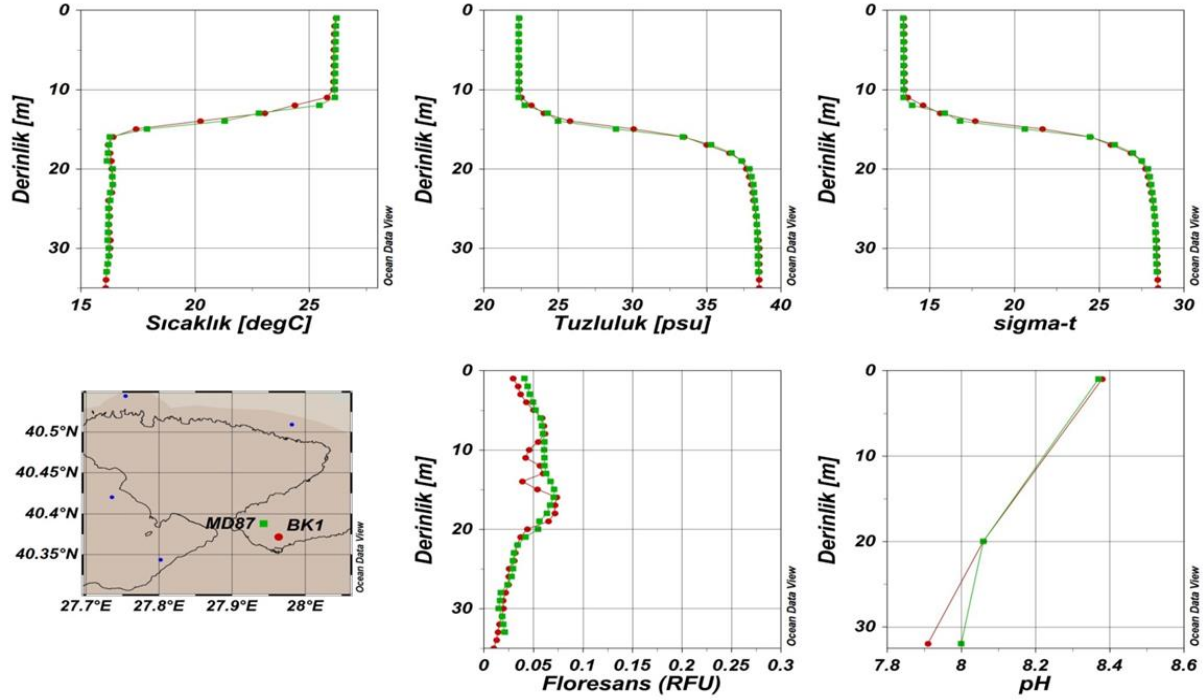 0
10
20
30
Derinlik [m]
15
20
25
Sıcaklık [degC]
Ocean Data View
0
10
20
30
Derinlik [m]
20
25
30
35
40
Tuzluluk [psu]
Ocean Data View
0
10
20
30
Derinlik [m]
15
20
25
30
sigma-t
Ocean Data View
40.5°N
40.45°N
40.4°N
40.35°N
MD87
BK1
27.7°E
27.8°E
27.9°E
28°E
Ocean Data View
0
10
20
30
Derinlik [m]
0
0.05
0.1
0.15
0.2
0.25
0.3
Floresans (RFU)
Ocean Data View
0
10
20
30
Derinlik [m]
7.8
8
8.2
8.4
8.6
pH
Ocean Data View